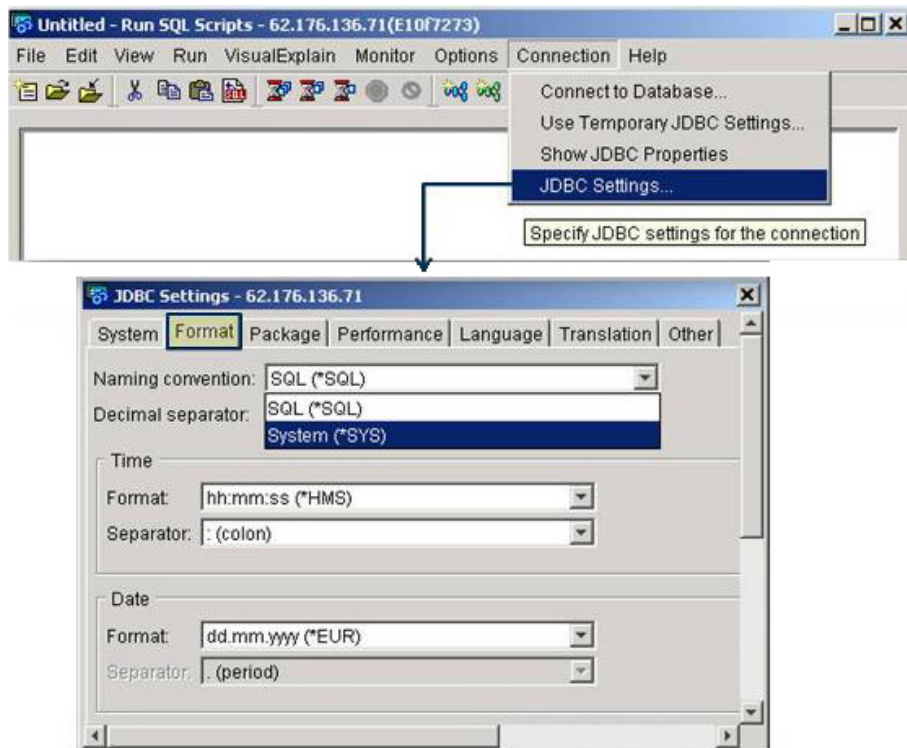 Untitled - Run SQL Scripts - 62.176.136.71(E10f7273)
File Edit View Run VisualExplain Monitor Options Connection Help
Connect to Database...
Use Temporary JDBC Settings...
Show JDBC Properties
JDBC Settings...
Specify JDBC settings for the connection
JDBC Settings - 62.176.136.71
System Format Package Performance Language Translation Other
Naming convention: SQL (*SQL)
Decimal separator: SQL (*SQL)
System (*SYS)
Time
Format: hh:mm:ss (*HMS)
Separator: : (colon)
Date
Format: dd.mm.yyyy (*EUR)
Separator: . (period)